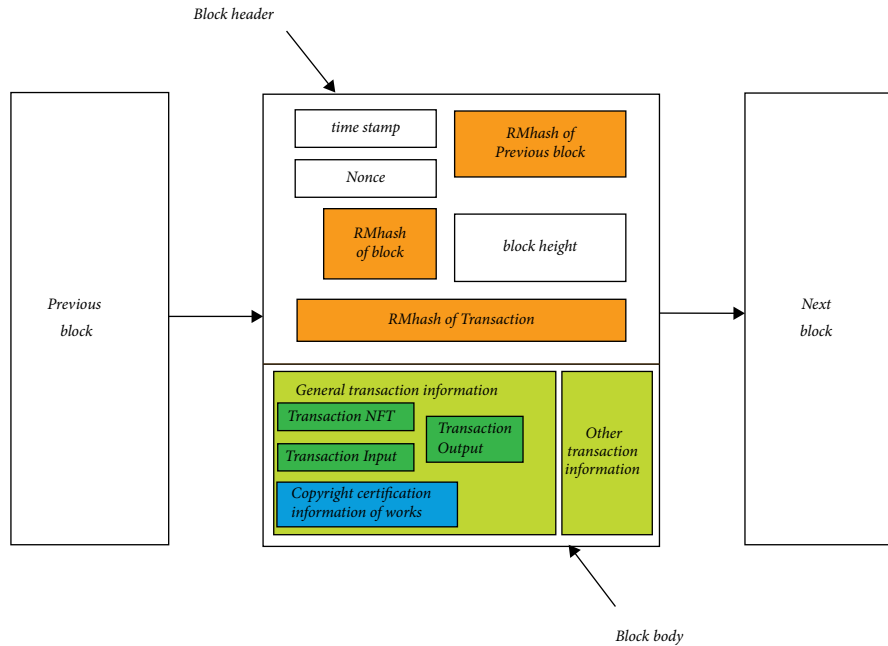 Block header
time stamp
RMhash of
Previous block
Nonce
RMhash
of block
block height
RMhash of Transaction
Previous
block
Next
block
General transaction information
Transaction NFT
Transaction Input
Transaction
Output
Copyright certification
information of works
Other
transaction
information
Block body